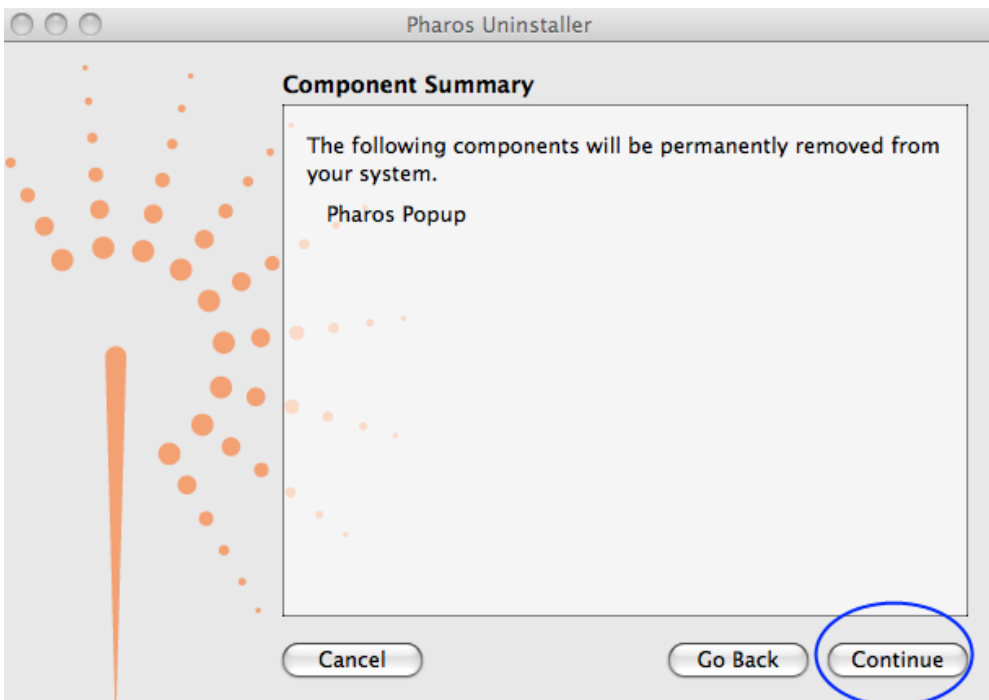 Pharos Uninstaller
Component Summary
The following components will be permanently removed from
your system.
Pharos Popup
Cancel
Go Back
Continue